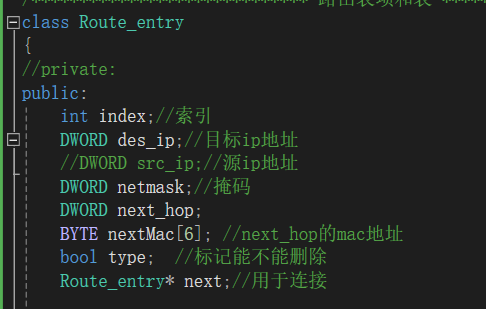 /******************************* 路由表项和表 *****
class Route_entry
{
//private:
public:
int index;//索引
DWORD des_ip;//目标ip地址
//DWORD src_ip;//源ip地址
DWORD netmask;//掩码
DWORD next_hop;
BYTE nextMac[6]; //next_hop的mac地址
bool type;  //标记能不能删除
Route_entry* next;//用于连接